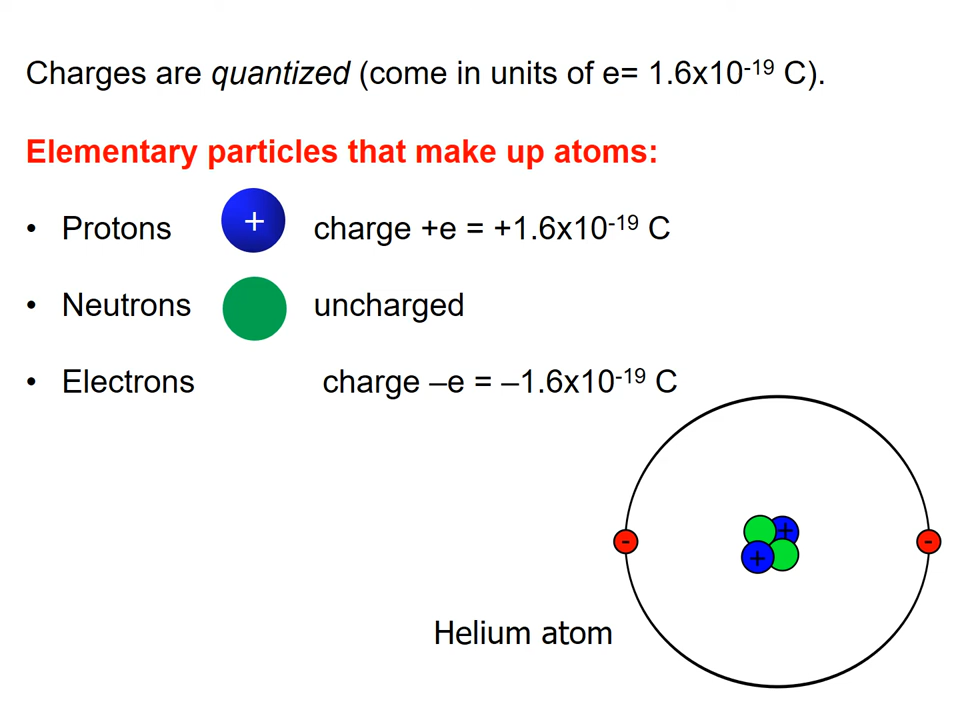 Charges are quantized (come in units of e= 1.6x10⁻¹⁹ C).
Elementary particles that make up atoms:
• Protons + charge +e = +1.6x10⁻¹⁹ C
• Neutrons uncharged
• Electrons charge –e = –1.6x10⁻¹⁹ C
+
- + -
Helium atom